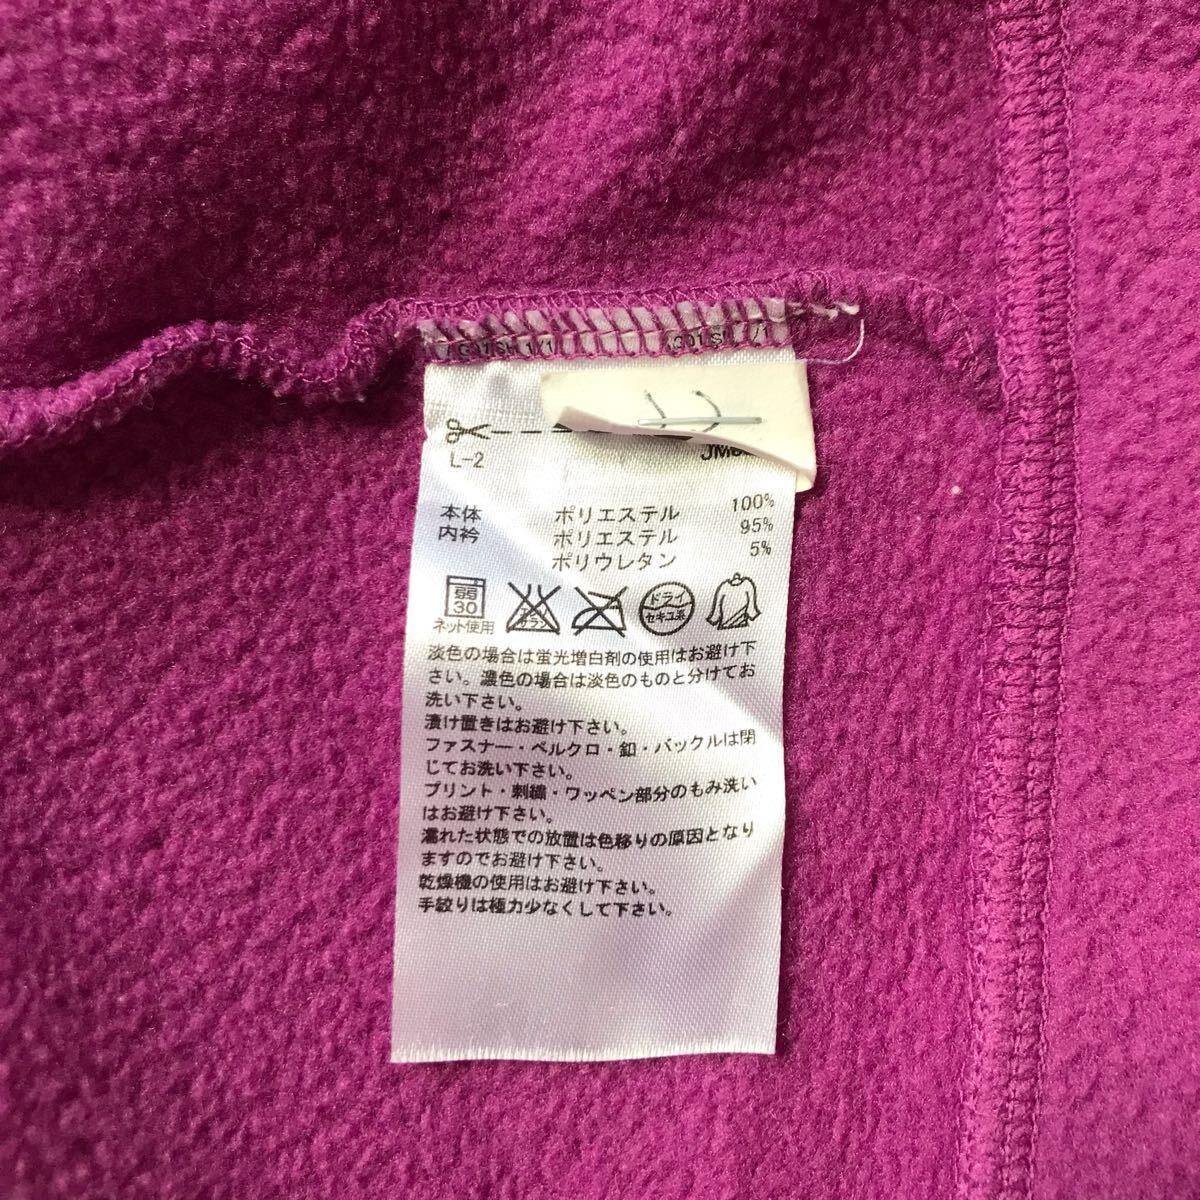 L-2
本体 ポリエステル 100%
内衿 ポリエステル 95%
ポリウレタン 5%
弱
30
ネット使用
ドライ
セキユ系
淡色の場合は蛍光増白剤の使用はお避け下
さい。濃色の場合は淡色のものと分けてお
洗い下さい。
漬け置きはお避け下さい。
ファスナー・ベルクロ・釦・バックルは閉
じてお洗い下さい。
プリント・刺繍・ワッペン部分のもみ洗い
はお避け下さい。
濡れた状態での放置は色移りの原因となり
ますのでお避け下さい。
乾燥機の使用はお避け下さい。
手絞りは極力少なくして下さい。